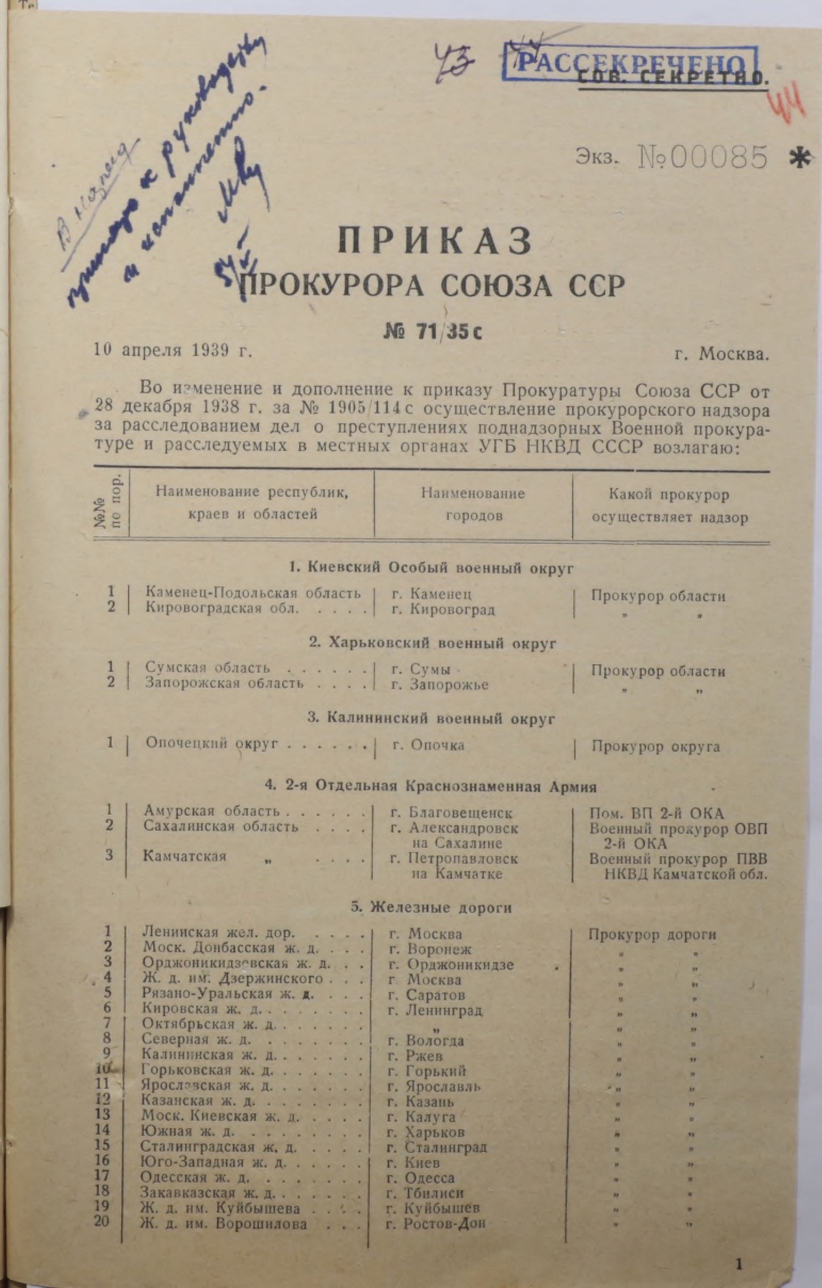 43 44 РАССЕКРЕЧЕНО
СОВ. СЕКРЕТНО.
44
Экз. №00085 *
к руководству
и исполнению.
ПРИКАЗ
ПРОКУРОРА СОЮЗА ССР
№ 71/35с
10 апреля 1939 г. г. Москва.
Во изменение и дополнение к приказу Прокуратуры Союза ССР от
28 декабря 1938 г. за № 1905/114с осуществление прокурорского надзора
за расследованием дел о преступлениях поднадзорных Военной прокура-
туре и расследуемых в местных органах УГБ НКВД СССР возлагаю:
№№ по пор. | Наименование республик, краев и областей | Наименование городов | Какой прокурор осуществляет надзор
1. Киевский Особый военный округ
1 Каменец-Подольская область г. Каменец Прокурор области
2 Кировоградская обл. . . . . г. Кировоград „ „
2. Харьковский военный округ
1 Сумская область . . . . . . г. Сумы Прокурор области
2 Запорожская область . . . . г. Запорожье „ „
3. Калининский военный округ
1 Опочецкий округ . . . . . . г. Опочка Прокурор округа
4. 2-я Отдельная Краснознаменная Армия
1 Амурская область . . . . . . г. Благовещенск Пом. ВП 2-й ОКА
2 Сахалинская область . . . . г. Александровск Военный прокурор ОВП
на Сахалине 2-й ОКА
3 Камчатская „ . . . . г. Петропавловск Военный прокурор ПВВ
на Камчатке НКВД Камчатской обл.
5. Железные дороги
1 Ленинская жел. дор. . . . . г. Москва Прокурор дороги
2 Моск. Донбасская ж. д. . . . г. Воронеж „ „
3 Орджоникидзевская ж. д. . . г. Орджоникидзе „ „
4 Ж. д. им. Дзержинского . . . г Москва „ „
5 Рязано-Уральская ж. д. . . . г. Саратов „ „
6 Кировская ж. д. . . . . . . . г. Ленинград „ „
7 Октябрьская ж. д. . . . . . . „ „ „
8 Северная ж. д. . . . . . . . г. Вологда „ „
9 Калининская ж. д. . . . . . . г. Ржев „ „
10 Горьковская ж. д. . . . . . . г. Горький „ „
11 Ярославская ж. д. . . . . . . г. Ярославль „ „
12 Казанская ж. д. . . . . . . . г. Казань „ „
13 Моск. Киевская ж. д. . . . . г. Калуга „ „
14 Южная ж. д. . . . . . . . . г. Харьков „ „
15 Сталинградская ж. д. . . . . г. Сталинград „ „
16 Юго-Западная ж. д. . . . . . г. Киев „ „
17 Одесская ж. д. . . . . . . . г. Одесса „ „
18 Закавказская ж. д. . . . . . . г. Тбилиси „ „
19 Ж. д. им. Куйбышева . . . . г. Куйбышев „ „
20 Ж. д. им. Ворошилова . . . г. Ростов-Дон „ „
1